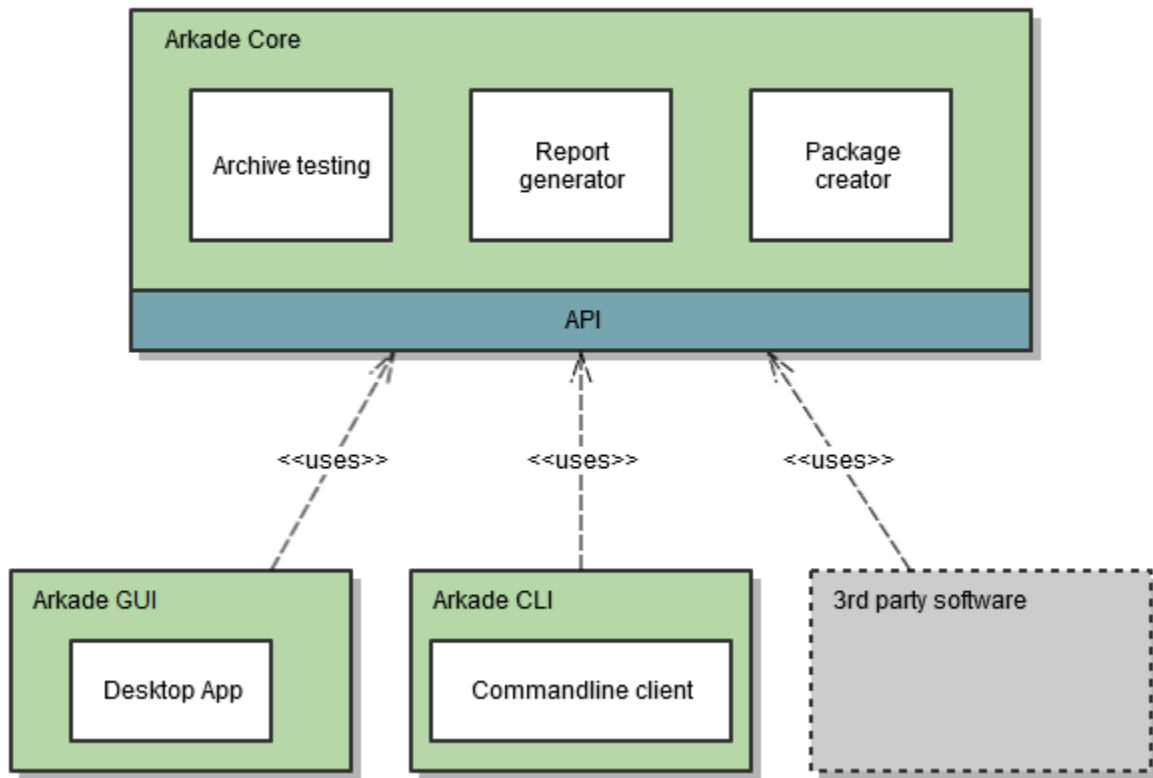 Arkade Core
Archive testing
Report
generator
Package
creator
API
<<uses>>
<<uses>>
<<uses>>
Arkade GUI
Desktop App
Arkade CLI
Commandline client
3rd party software